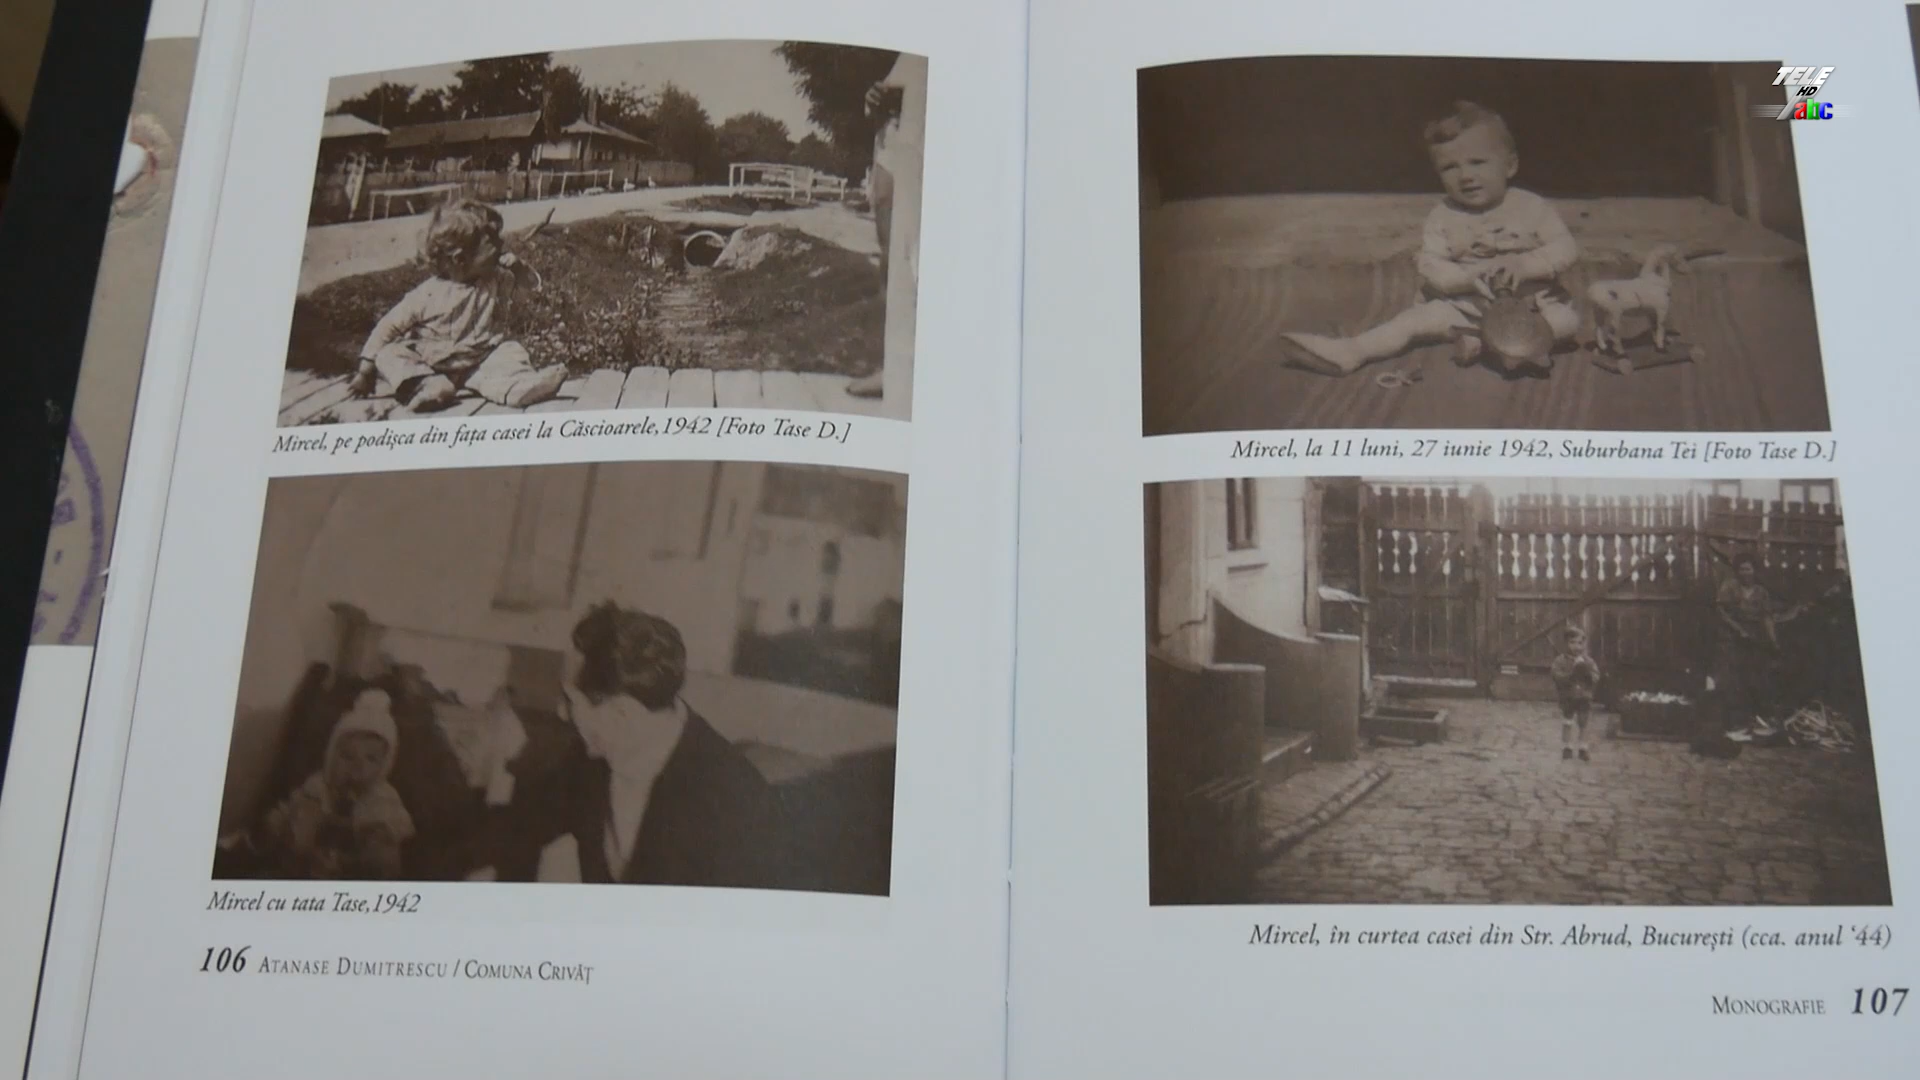 Mircel, pe podișca din fața casei la Căscioarele,1942 [Foto Tase D.]
Mircel cu tata Tase,1942
106 Atanase Dumitrescu / Comuna Crivăț
TELE
HD
7abc
Mircel, la 11 luni, 27 iunie 1942, Suburbana Tei [Foto Tase D.]
Mircel, în curtea casei din Str. Abrud, București (cca. anul ‘44)
Monografie 107